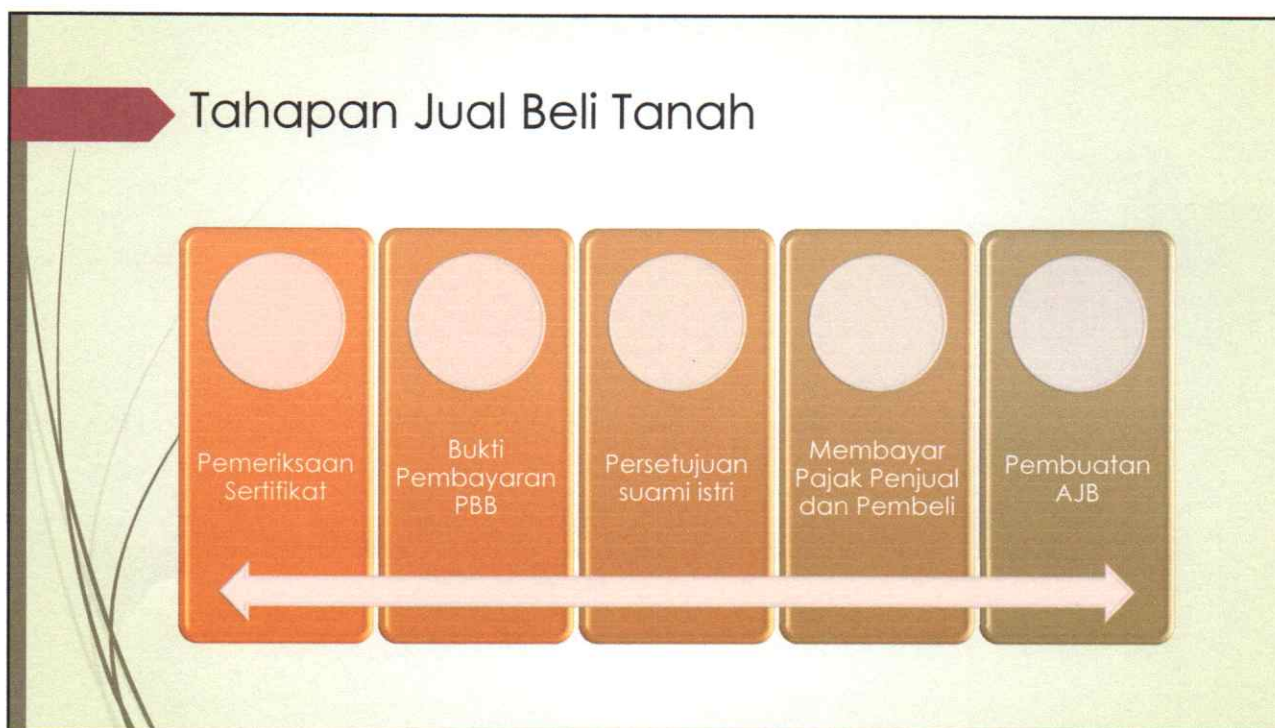 Tahapan Jual Beli Tanah
Pemeriksaan
Sertifikat
Bukti
Pembayaran
PBB
Persetujuan
suami istri
Membayar
Pajak Penjual
dan Pembeli
Pembuatan
AJB